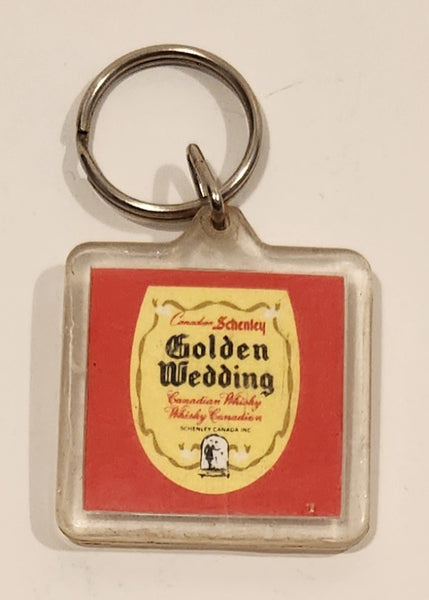 Canadian Schenley
Golden
Wedding
Canadian Whisky
Whisky Canadien
SCHENLEY CANADA INC